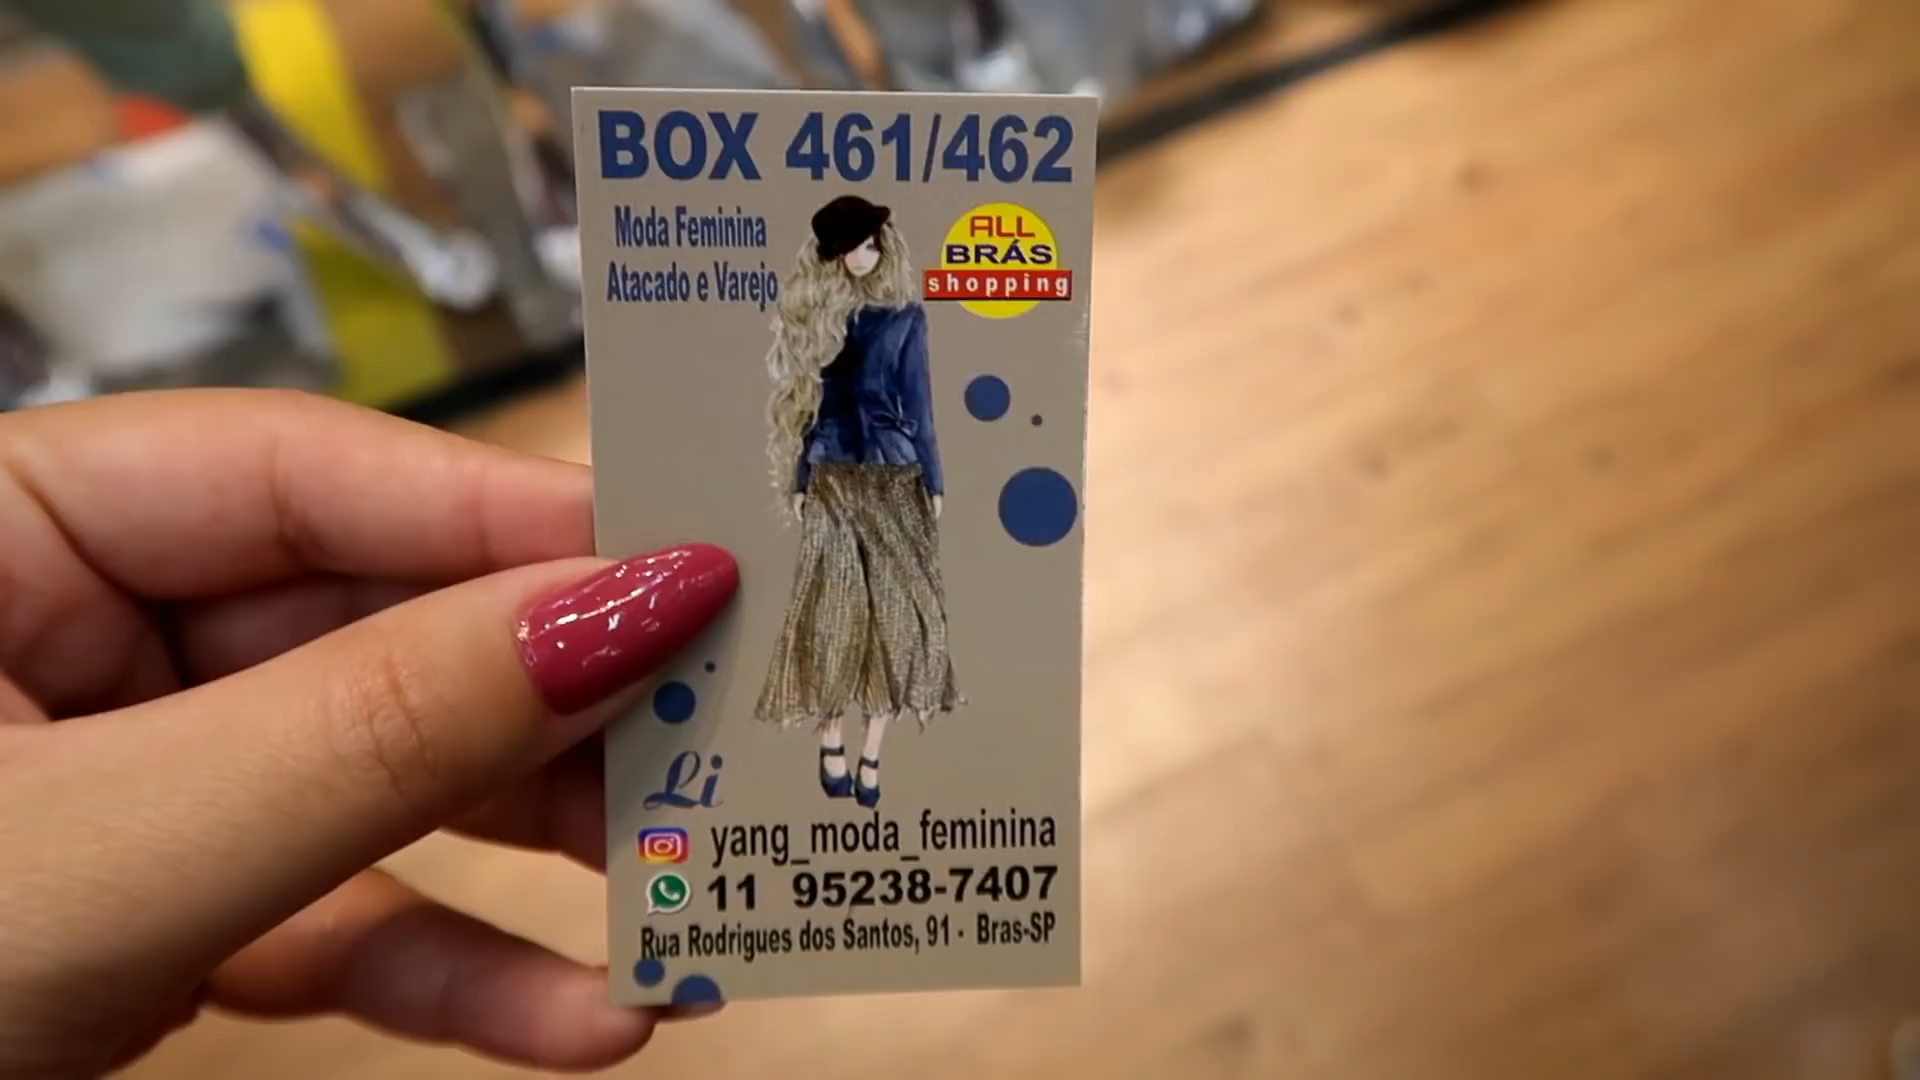 BOX 461/462
Moda Feminina
Atacado e Varejo
ALL
BRÁS
shopping
Li
yang_moda_feminina
11 95238-7407
Rua Rodrigues dos Santos, 91 - Bras-SP